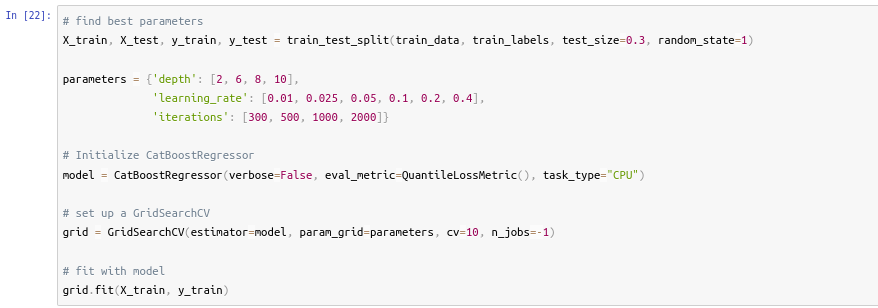 In [22]:
# find best parameters
X_train, X_test, y_train, y_test = train_test_split(train_data, train_labels, test_size=0.3, random_state=1)
parameters = {'depth': [2, 6, 8, 10],
'learning_rate': [0.01, 0.025, 0.05, 0.1, 0.2, 0.4],
'iterations': [300, 500, 1000, 2000]}
# Initialize CatBoostRegressor
model = CatBoostRegressor(verbose=False, eval_metric=QuantileLossMetric(), task_type="CPU")
# set up a GridSearchCV
grid = GridSearchCV(estimator=model, param_grid=parameters, cv=10, n_jobs=-1)
# fit with model
grid.fit(X_train, y_train)